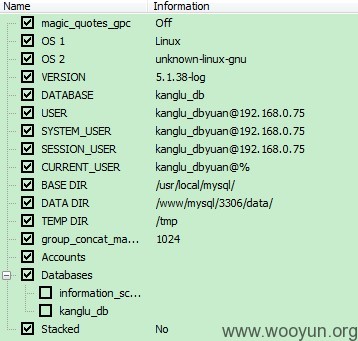 Name Information
magic_quotes_gpc Off
OS 1 Linux
OS 2 unknown-linux-gnu
VERSION 5.1.38-log
DATABASE kanglu_db
USER kanglu_dbyuan@192.168.0.75
SYSTEM_USER kanglu_dbyuan@192.168.0.75
SESSION_USER kanglu_dbyuan@192.168.0.75
CURRENT_USER kanglu_dbyuan@%
BASE DIR /usr/local/mysql/
DATA DIR /www/mysql/3306/data/
TEMP DIR /tmp
group_concat_ma... 1024
Accounts
Databases
information_sc...
kanglu_db
Stacked No
www.wooyun.org